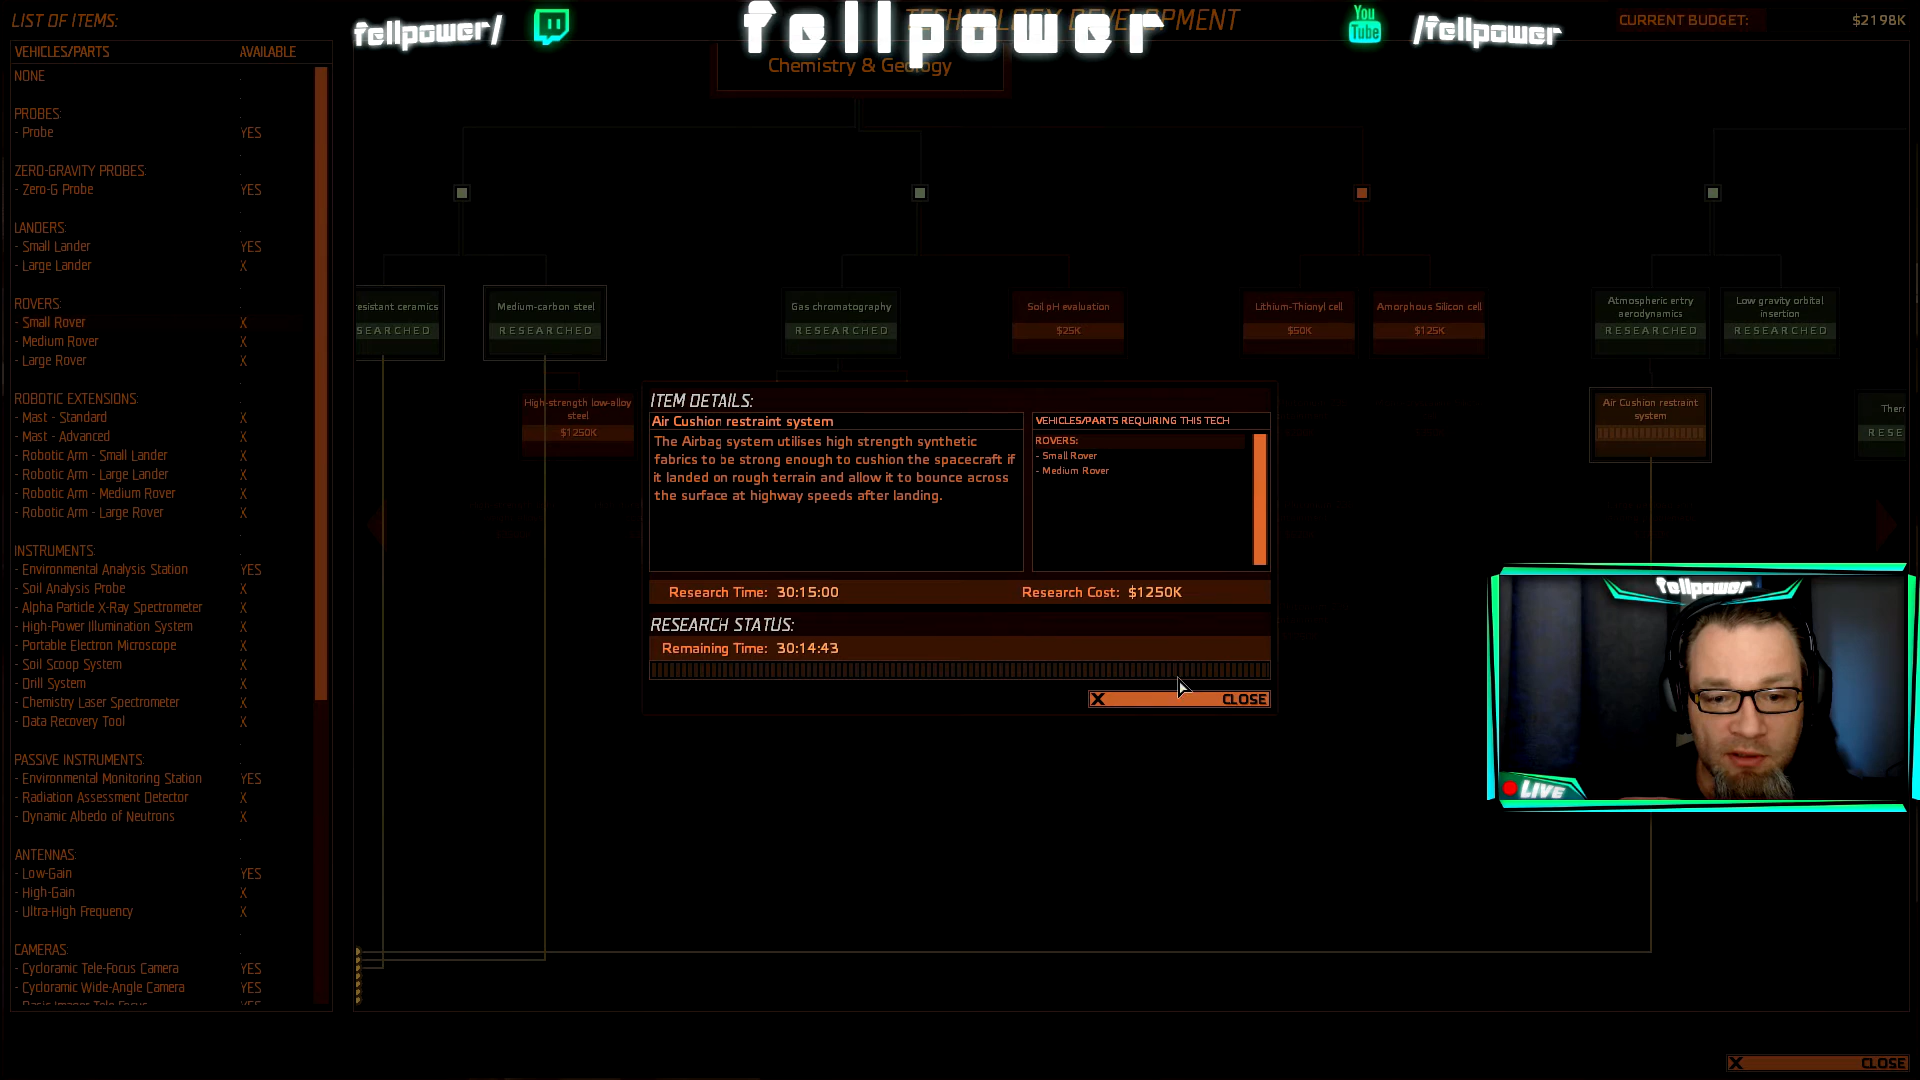 LIST OF ITEMS:
fellpower/
fellpower
TECHNOLOGY DEVELOPMENT
You
Tube
/fellpower
CURRENT BUDGET: $2198K
VEHICLES/PARTS AVAILABLE
NONE
PROBES:
- Probe YES
ZERO-GRAVITY PROBES:
- Zero-G Probe YES
LANDERS:
- Small Lander YES
- Large Lander X
ROVERS:
- Small Rover X
- Medium Rover X
- Large Rover X
ROBOTIC EXTENSIONS:
- Mast - Standard X
- Mast - Advanced X
- Robotic Arm - Small Lander X
- Robotic Arm - Large Lander X
- Robotic Arm - Medium Rover X
- Robotic Arm - Large Rover X
INSTRUMENTS:
- Environmental Analysis Station YES
- Soil Analysis Probe X
- Alpha Particle X-Ray Spectrometer X
- High-Power Illumination System X
- Portable Electron Microscope X
- Soil Scoop System X
- Drill System X
- Chemistry Laser Spectrometer X
- Data Recovery Tool X
PASSIVE INSTRUMENTS:
- Environmental Monitoring Station YES
- Radiation Assessment Detector X
- Dynamic Albedo of Neutrons X
ANTENNAS:
- Low-Gain YES
- High-Gain X
- Ultra-High Frequency X
CAMERAS:
- Cycloramic Tele-Focus Camera YES
- Cycloramic Wide-Angle Camera YES
Chemistry & Geology
esistant ceramics
SEARCHED
Medium-carbon steel
RESEARCHED
High-strength low-alloy
steel
$1250K
Gas chromatography
RESEARCHED
Soil pH evaluation
$25K
Lithium-Thionyl cell
$50K
Amorphous Silicon cell
$125K
Atmospheric entry
aerodynamics
RESEARCHED
Low gravity orbital
insertion
RESEARCHED
Air Cushion restraint
system
Therr
RESE
ITEM DETAILS:
Air Cushion restraint system
The Airbag system utilises high strength synthetic
fabrics to be strong enough to cushion the spacecraft if
it landed on rough terrain and allow it to bounce across
the surface at highway speeds after landing.
VEHICLES/PARTS REQUIRING THIS TECH
ROVERS:
- Small Rover
- Medium Rover
Research Time: 30:15:00
Research Cost: $1250K
RESEARCH STATUS:
Remaining Time: 30:14:43
X CLOSE
fellpower
LIVE
X CLOSE